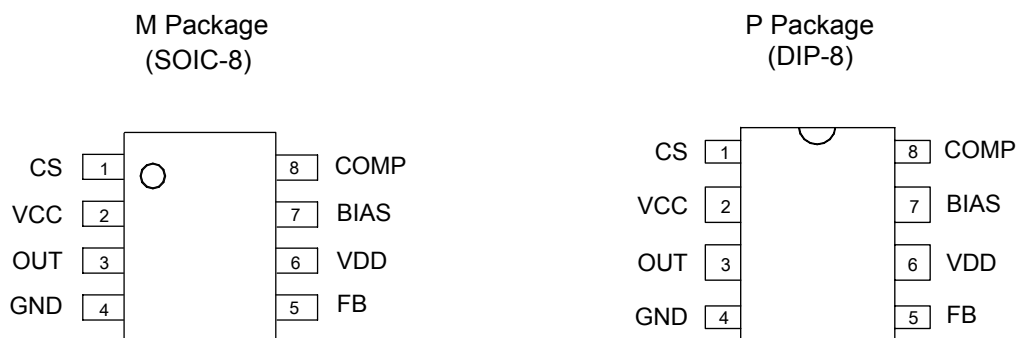 M Package
(SOIC-8)
CS 1 8 COMP
VCC 2 7 BIAS
OUT 3 6 VDD
GND 4 5 FB
P Package
(DIP-8)
CS 1 8 COMP
VCC 2 7 BIAS
OUT 3 6 VDD
GND 4 5 FB